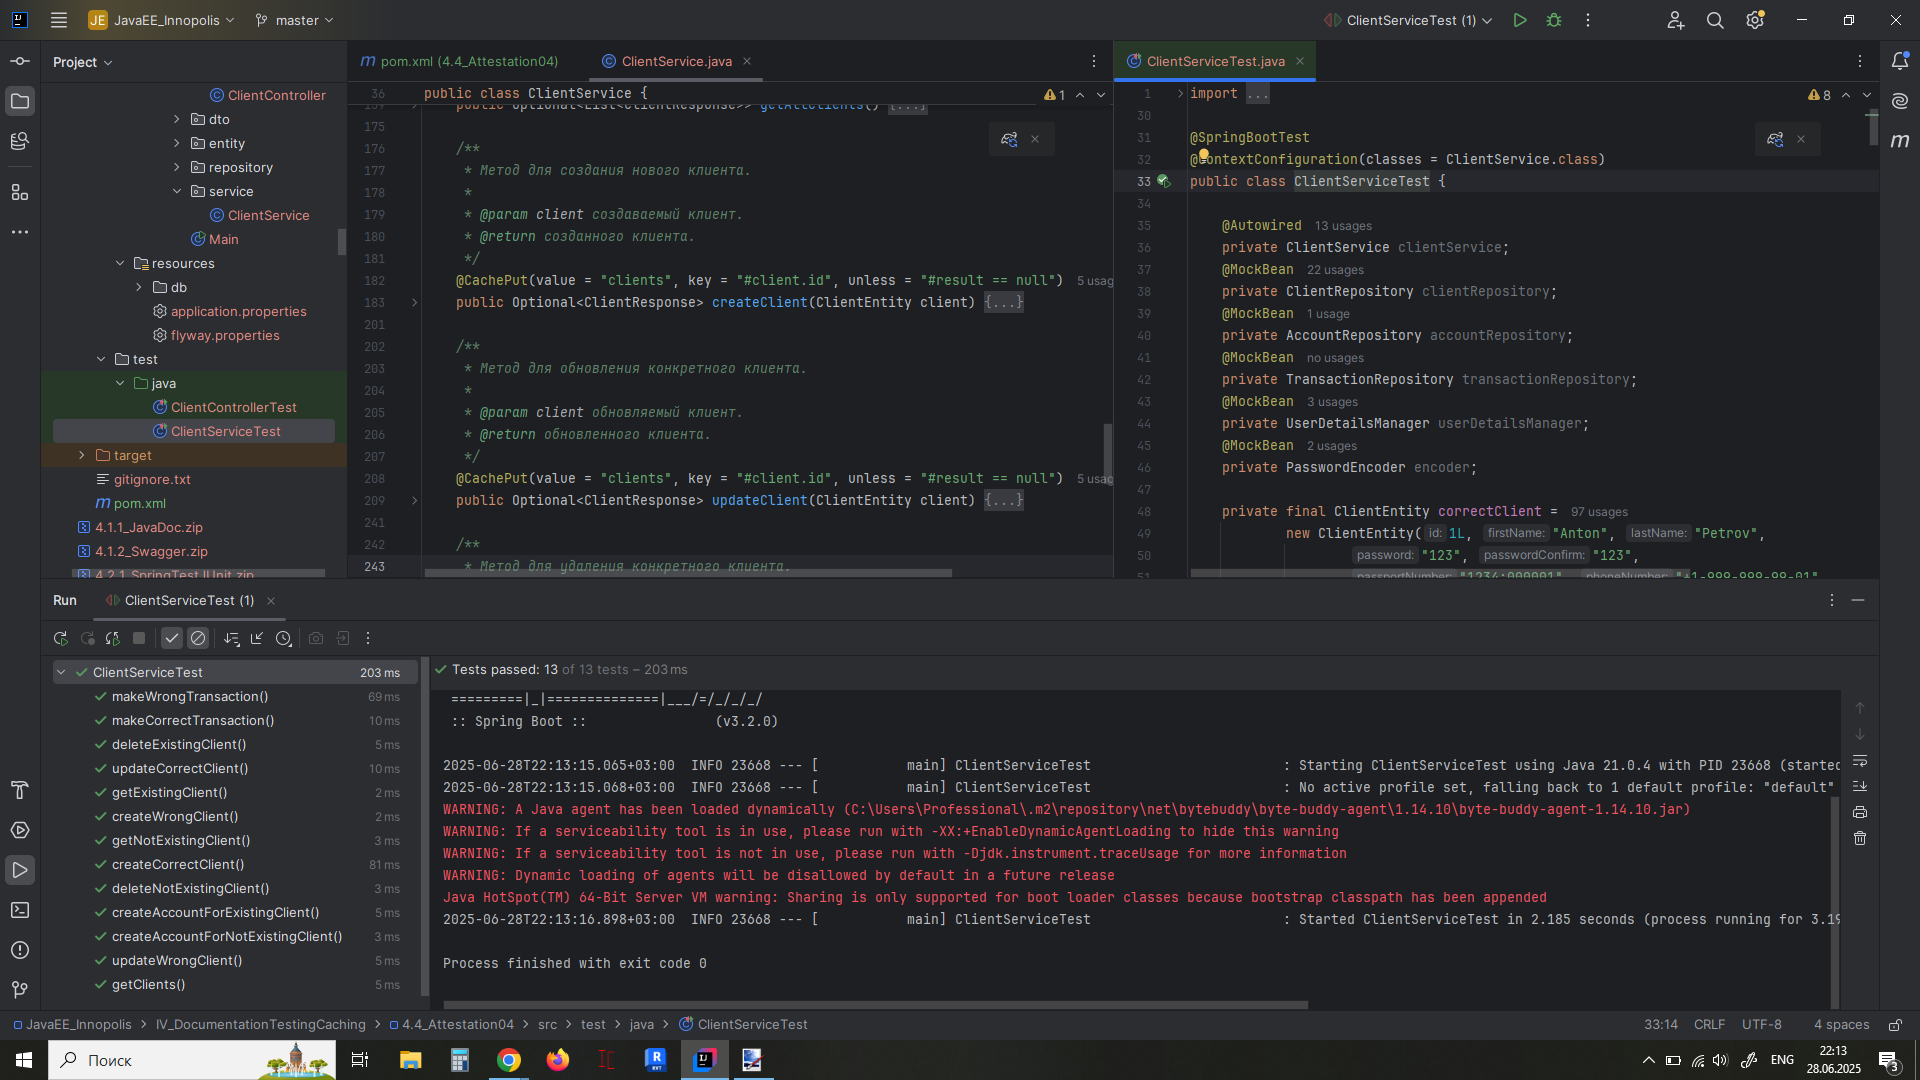 JE JavaEE_Innopolis master ClientServiceTest (1)
Project
ClientController
dto
entity
repository
service
ClientService
Main
resources
db
application.properties
flyway.properties
test
java
ClientControllerTest
ClientServiceTest
target
gitignore.txt
pom.xml
4.1.1_JavaDoc.zip
4.1.2_Swagger.zip
4.2.1_SpringTestJUnit.zip
pom.xml (4.4_Attestation04) ClientService.java
36 public class ClientService { 1
159 public Optional<List<ClientResponse>> getAllClients() {...}
175
176 /**
177 * Метод для создания нового клиента.
178 *
179 * @param client создаваемый клиент.
180 * @return созданного клиента.
181 */
182 @CachePut(value = "clients", key = "#client.id", unless = "#result == null") 5 usag
183 public Optional<ClientResponse> createClient(ClientEntity client) {...}
201
202 /**
203 * Метод для обновления конкретного клиента.
204 *
205 * @param client обновляемый клиент.
206 * @return обновленного клиента.
207 */
208 @CachePut(value = "clients", key = "#client.id", unless = "#result == null") 5 usag
209 public Optional<ClientResponse> updateClient(ClientEntity client) {...}
241
242 /**
243 * Метод для удаления конкретного клиента.
ClientServiceTest.java
1 import ... 8
30
31 @SpringBootTest
32 @ContextConfiguration(classes = ClientService.class)
33 public class ClientServiceTest {
34
35 @Autowired 13 usages
36 private ClientService clientService;
37 @MockBean 22 usages
38 private ClientRepository clientRepository;
39 @MockBean 1 usage
40 private AccountRepository accountRepository;
41 @MockBean no usages
42 private TransactionRepository transactionRepository;
43 @MockBean 3 usages
44 private UserDetailsManager userDetailsManager;
45 @MockBean 2 usages
46 private PasswordEncoder encoder;
47
48 private final ClientEntity correctClient = 97 usages
49 new ClientEntity( id: 1L, firstName: "Anton", lastName: "Petrov",
50 password: "123", passwordConfirm: "123",
51 passportNumber: "1234:000001", phoneNumber: "+1-999-999-99-01"
Run ClientServiceTest (1)
ClientServiceTest 203 ms
makeWrongTransaction() 69 ms
makeCorrectTransaction() 10 ms
deleteExistingClient() 5 ms
updateCorrectClient() 10 ms
getExistingClient() 2 ms
createWrongClient() 2 ms
getNotExistingClient() 3 ms
createCorrectClient() 81 ms
deleteNotExistingClient() 3 ms
createAccountForExistingClient() 5 ms
createAccountForNotExistingClient() 3 ms
updateWrongClient() 5 ms
getClients() 5 ms
Tests passed: 13 of 13 tests – 203 ms
=========|_|==============|___/=/_/_/_/
:: Spring Boot :: (v3.2.0)
2025-06-28T22:13:15.065+03:00 INFO 23668 --- [ main] ClientServiceTest : Starting ClientServiceTest using Java 21.0.4 with PID 23668 (started
2025-06-28T22:13:15.068+03:00 INFO 23668 --- [ main] ClientServiceTest : No active profile set, falling back to 1 default profile: "default"
WARNING: A Java agent has been loaded dynamically (C:\Users\Professional\.m2\repository\net\bytebuddy\byte-buddy-agent\1.14.10\byte-buddy-agent-1.14.10.jar)
WARNING: If a serviceability tool is in use, please run with -XX:+EnableDynamicAgentLoading to hide this warning
WARNING: If a serviceability tool is not in use, please run with -Djdk.instrument.traceUsage for more information
WARNING: Dynamic loading of agents will be disallowed by default in a future release
Java HotSpot(TM) 64-Bit Server VM warning: Sharing is only supported for boot loader classes because bootstrap classpath has been appended
2025-06-28T22:13:16.898+03:00 INFO 23668 --- [ main] ClientServiceTest : Started ClientServiceTest in 2.185 seconds (process running for 3.19
Process finished with exit code 0
JavaEE_Innopolis IV_DocumentationTestingCaching 4.4_Attestation04 src test java ClientServiceTest 33:14 CRLF UTF-8 4 spaces
Поиск ENG 22:13
28.06.2025 3